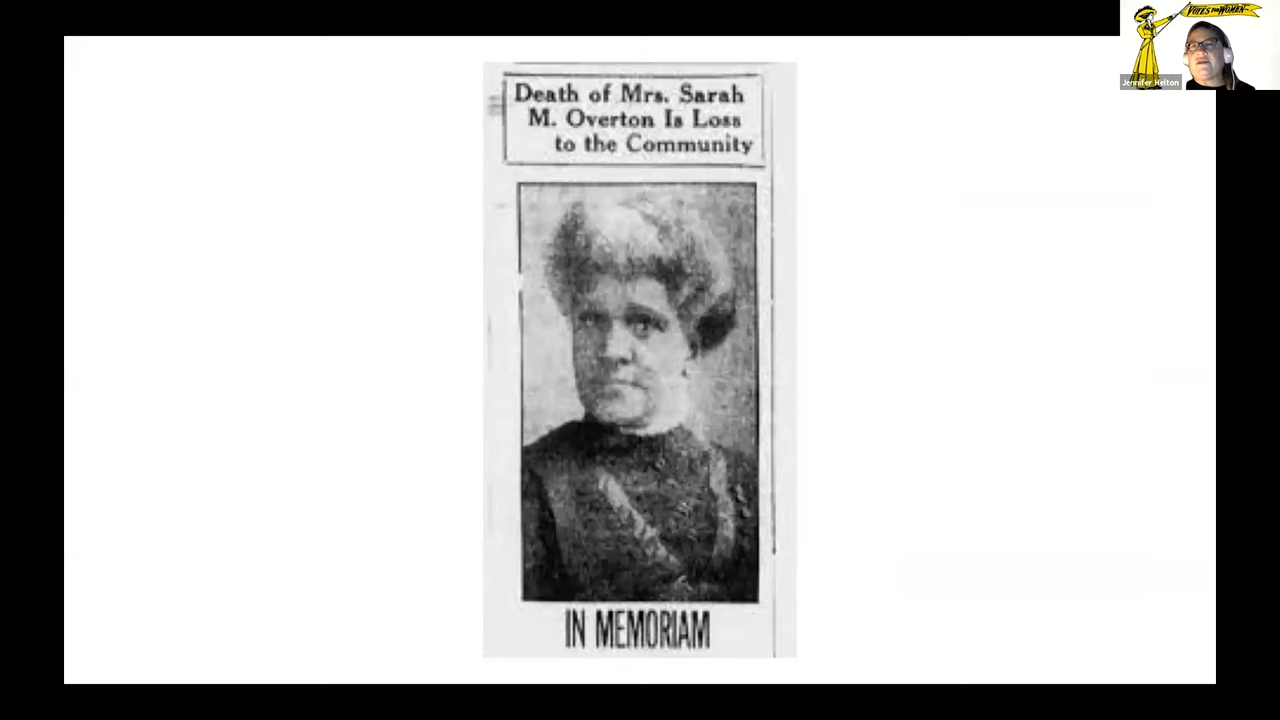 Death of Mrs. Sarah
M. Overton Is Loss
to the Community
IN MEMORIAM
VOTES FOR WOMEN
Jennifer Helton